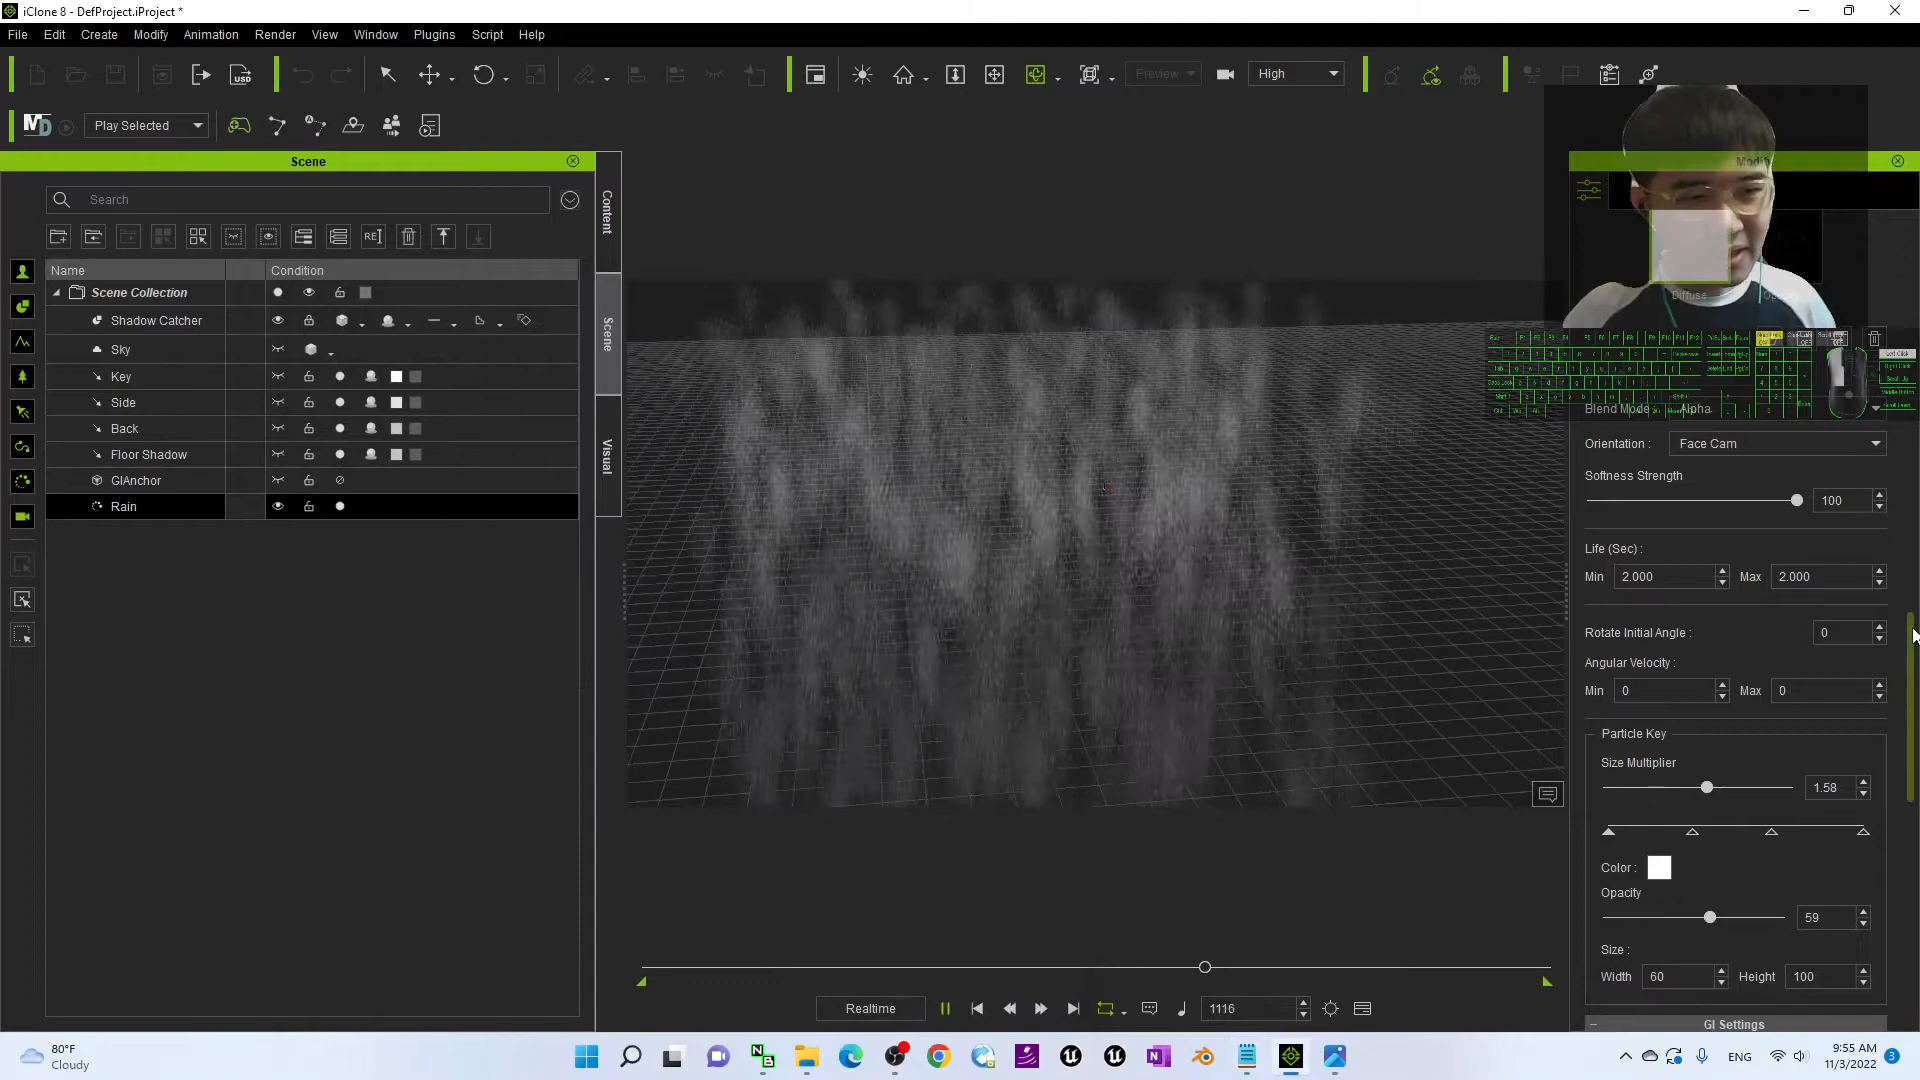 iClone 8 - DefProject.iProject *
File Edit Create Modify Animation Render Script View Window Plugins Script Help
Preview High
Play Selected
Scene
Search
Name Condition
Scene Collection
Shadow Catcher
Sky
Key
Side
Back
Floor Shadow
GIAnchor
Rain
Content
Scene
Visual
Diffuse
Blend Mode : Alpha
Orientation : Face Cam
Softness Strength
100
Life (Sec) :
Min 2.000 Max 2.000
Rotate Initial Angle : 0
Angular Velocity :
Min 0 Max 0
Particle Key
Size Multiplier
1.58
Color :
Opacity
59
Size :
Width 60 Height 100
GI Settings
Realtime 1116
80°F
Cloudy
ENG
9:55 AM
11/3/2022
3